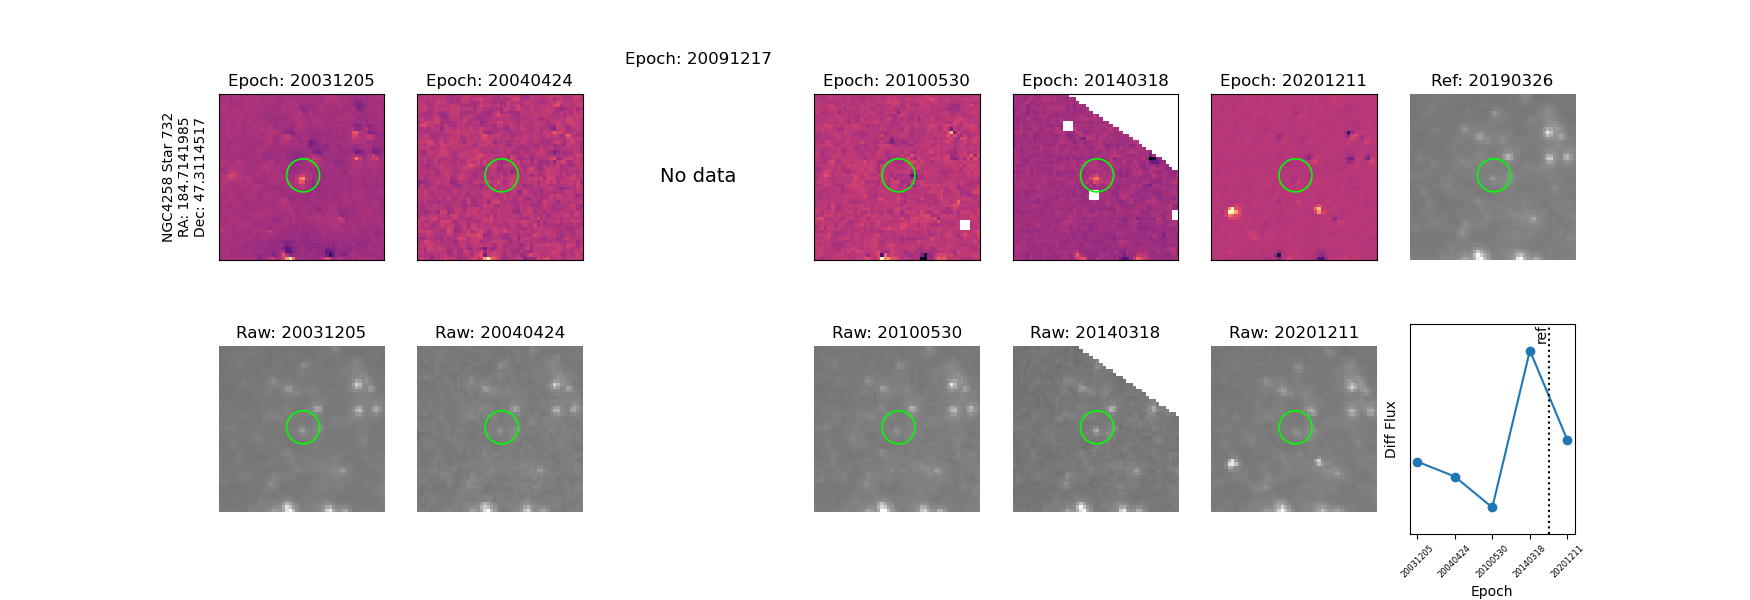 Epoch: 20091217
Epoch: 20031205
Epoch: 20040424
Epoch: 20100530
Epoch: 20140318
Epoch: 20201211
Ref: 20190326
NGC4258 Star 732
RA: 184.7141985
Dec: 47.3114517
No data
Raw: 20031205
Raw: 20040424
Raw: 20100530
Raw: 20140318
Raw: 20201211
ref
Diff Flux
20031205
20040424
20100530
20140318
20201211
Epoch